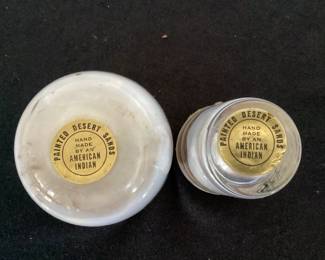 PAINTED DESERT SANDS
HAND
MADE
BY AN
AMERICAN
INDIAN
PAINTED DESERT SANDS
HAND
MADE
BY AN
AMERICAN
INDIAN